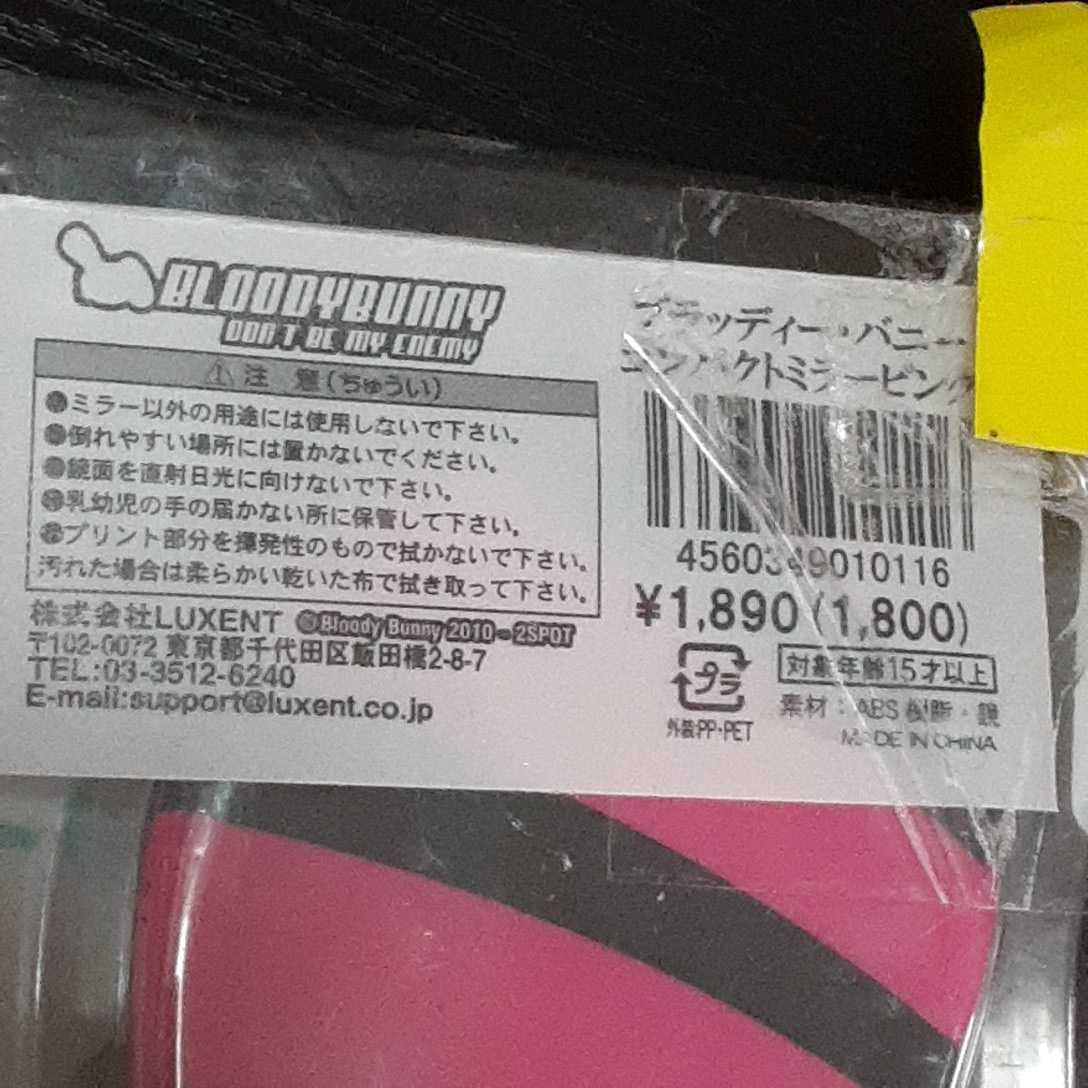 BLOODYBUNNY
DON'T BE MY ENEMY
注 意(ちゅうい)
ミラー以外の用途には使用しないで下さい。
倒れやすい場所には置かないでください。
鏡面を直射日光に向けないで下さい。
乳幼児の手の届かない所に保管して下さい。
プリント部分を揮発性のもので拭かないで下さい。
汚れた場合は柔らかい乾いた布で拭き取って下さい。
株式会社LUXENT ©Bloody Bunny 2010 - 2SPOT
〒102-0072 東京都千代田区飯田橋2-8-7
TEL:03-3512-6240
E-mail:support@luxent.co.jp
ブラッディー・バニー
コンパクトミラーピンク
4560349010116
¥1,890(1,800)
プラ
外装PP・PET
対象年齢15才以上
素材:ABS樹脂・鏡
MADE IN CHINA